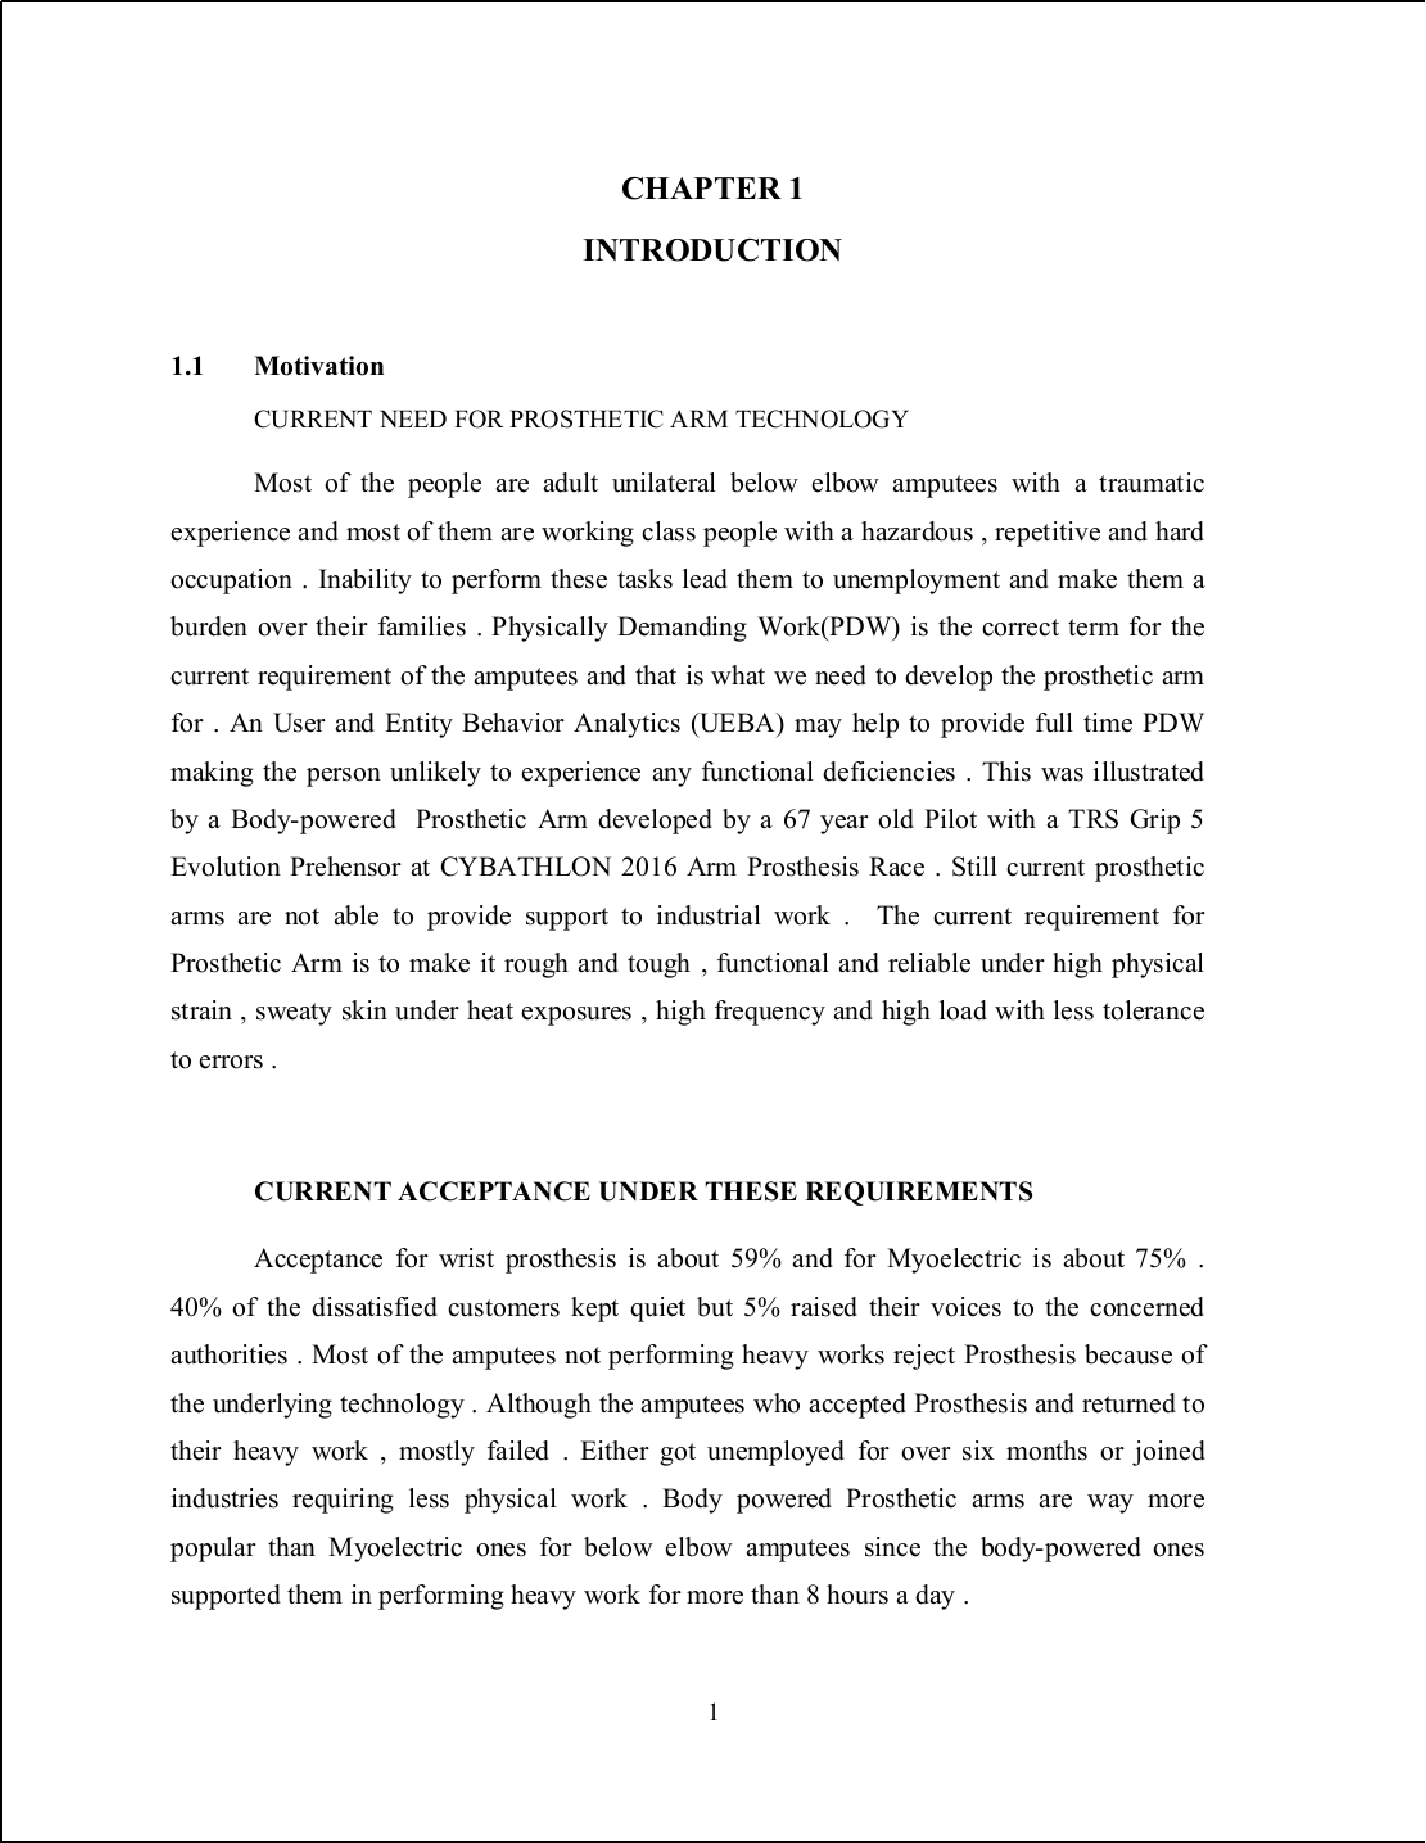 CHAPTER 1
INTRODUCTION
1.1 Motivation
CURRENT NEED FOR PROSTHETIC ARM TECHNOLOGY
Most of the people are adult unilateral below elbow amputees with a traumatic
experience and most of them are working class people with a hazardous , repetitive and hard
occupation . Inability to perform these tasks lead them to unemployment and make them a
burden over their families . Physically Demanding Work(PDW) is the correct term for the
current requirement of the amputees and that is what we need to develop the prosthetic arm
for . An User and Entity Behavior Analytics (UEBA) may help to provide full time PDW
making the person unlikely to experience any functional deficiencies . This was illustrated
by a Body-powered  Prosthetic Arm developed by a 67 year old Pilot with a TRS Grip 5
Evolution Prehensor at CYBATHLON 2016 Arm Prosthesis Race . Still current prosthetic
arms are not able to provide support to industrial work .  The current requirement for
Prosthetic Arm is to make it rough and tough , functional and reliable under high physical
strain , sweaty skin under heat exposures , high frequency and high load with less tolerance
to errors .
CURRENT ACCEPTANCE UNDER THESE REQUIREMENTS
Acceptance for wrist prosthesis is about 59% and for Myoelectric is about 75% .
40% of the dissatisfied customers kept quiet but 5% raised their voices to the concerned
authorities . Most of the amputees not performing heavy works reject Prosthesis because of
the underlying technology . Although the amputees who accepted Prosthesis and returned to
their heavy work , mostly failed . Either got unemployed for over six months or joined
industries requiring less physical work . Body powered Prosthetic arms are way more
popular than Myoelectric ones for below elbow amputees since the body-powered ones
supported them in performing heavy work for more than 8 hours a day .
1